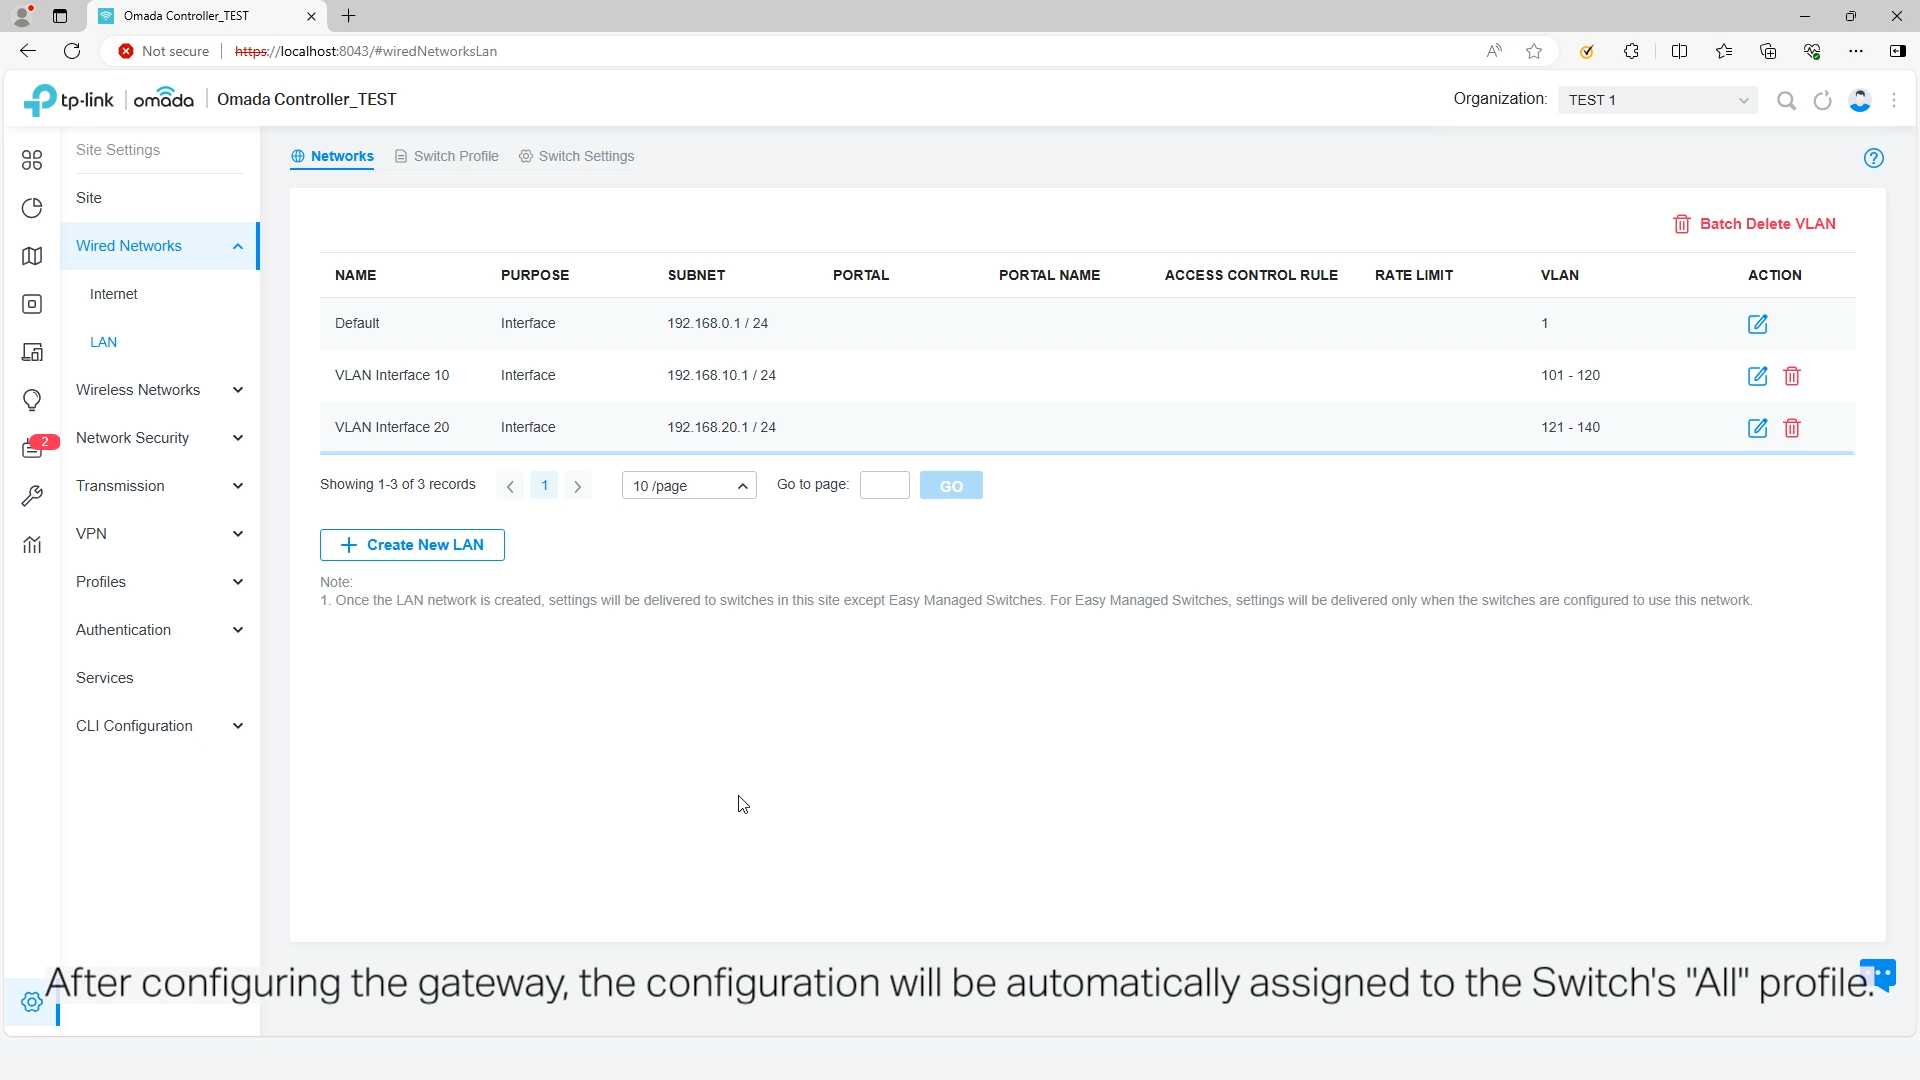 Omada Controller_TEST
Not secure
https://localhost:8043/#wiredNetworksLan
tp-link
omada
Omada Controller_TEST
Organization:
TEST 1
Site Settings
Site
Wired Networks
Internet
LAN
Wireless Networks
Network Security
2
Transmission
VPN
Profiles
Authentication
Services
CLI Configuration
Networks
Switch Profile
Switch Settings
Batch Delete VLAN
NAME PURPOSE SUBNET PORTAL PORTAL NAME ACCESS CONTROL RULE RATE LIMIT VLAN ACTION
Default Interface 192.168.0.1 / 24 1
VLAN Interface 10 Interface 192.168.10.1 / 24 101 - 120
VLAN Interface 20 Interface 192.168.20.1 / 24 121 - 140
Showing 1-3 of 3 records 1 10 /page Go to page: GO
Create New LAN
Note:
1. Once the LAN network is created, settings will be delivered to switches in this site except Easy Managed Switches. For Easy Managed Switches, settings will be delivered only when the switches are configured to use this network.
After configuring the gateway, the configuration will be automatically assigned to the Switch's "All" profile.